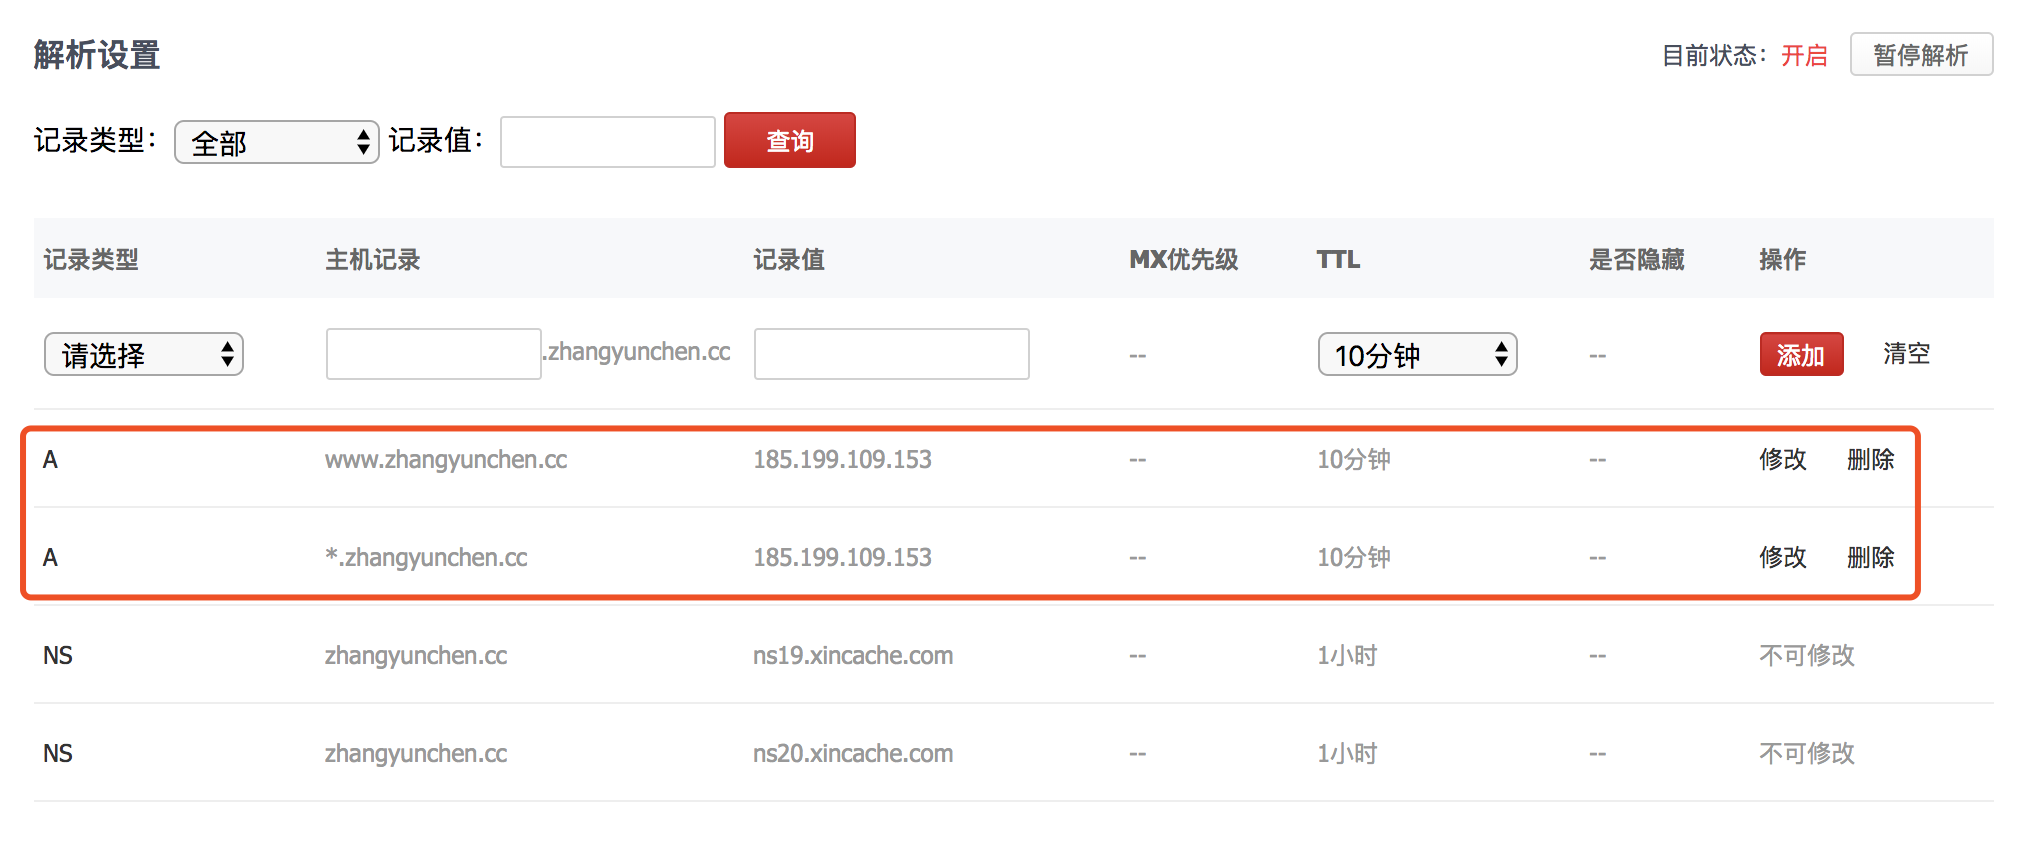 解析设置
目前状态：开启 暂停解析
记录类型： 全部 记录值： 查询
记录类型 主机记录 记录值 MX优先级 TTL 是否隐藏 操作
请选择 .zhangyunchen.cc -- 10分钟 -- 添加 清空
A www.zhangyunchen.cc 185.199.109.153 -- 10分钟 -- 修改 删除
A *.zhangyunchen.cc 185.199.109.153 -- 10分钟 -- 修改 删除
NS zhangyunchen.cc ns19.xincache.com -- 1小时 -- 不可修改
NS zhangyunchen.cc ns20.xincache.com -- 1小时 -- 不可修改